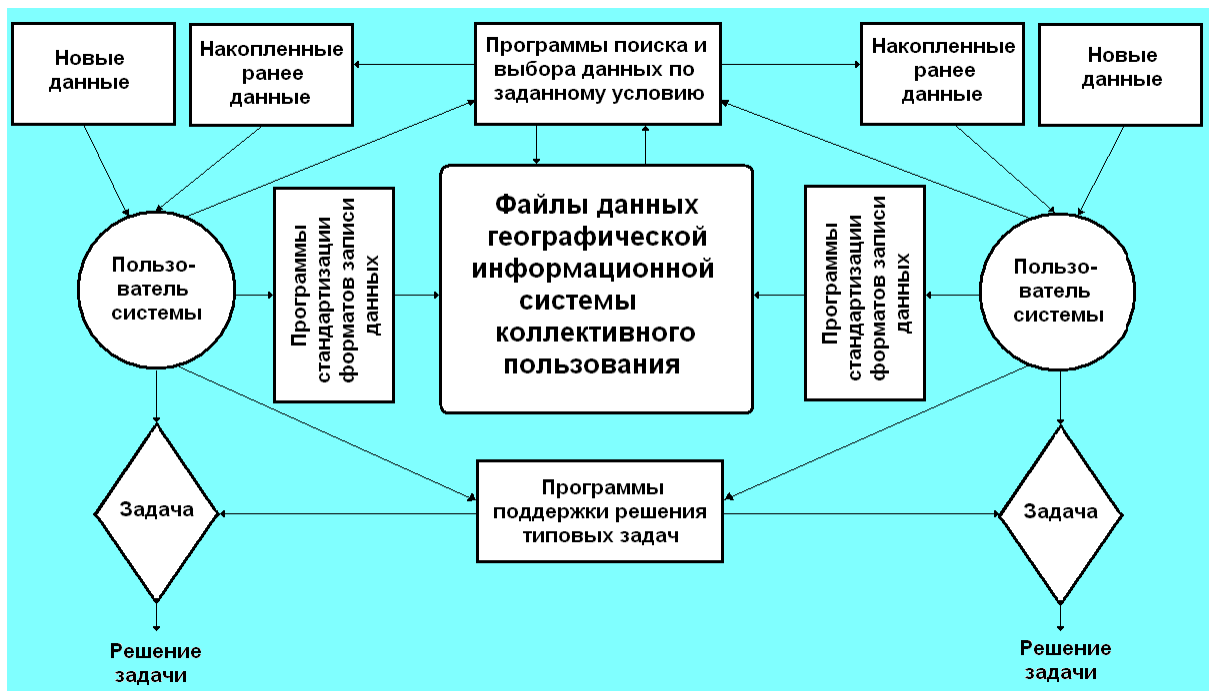 Новые
данные
Накопленные
ранее
данные
Программы поиска и
выбора данных по
заданному условию
Накопленные
ранее
данные
Новые
данные
Пользо-
ватель
системы
Программы
стандартизации
форматов записи
данных
Файлы данных
географической
информационной
системы
коллективного
пользования
Программы
стандартизации
форматов записи
данных
Пользо-
ватель
системы
Задача
Программы
поддержки решения
типовых задач
Задача
Решение
задачи
Решение
задачи